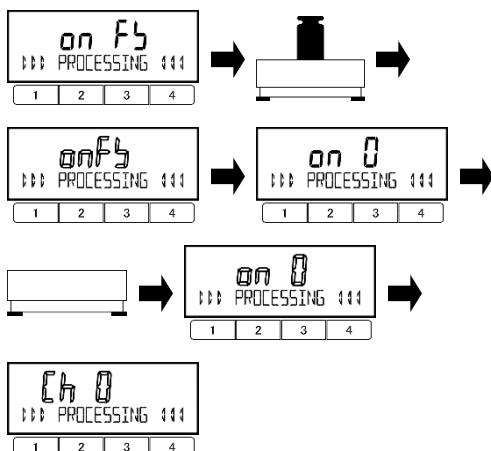 on FS
PROCESSING
1 2 3 4
onFS
PROCESSING
1 2 3 4
on 0
PROCESSING
1 2 3 4
on 0
PROCESSING
1 2 3 4
Ch 0
PROCESSING
1 2 3 4